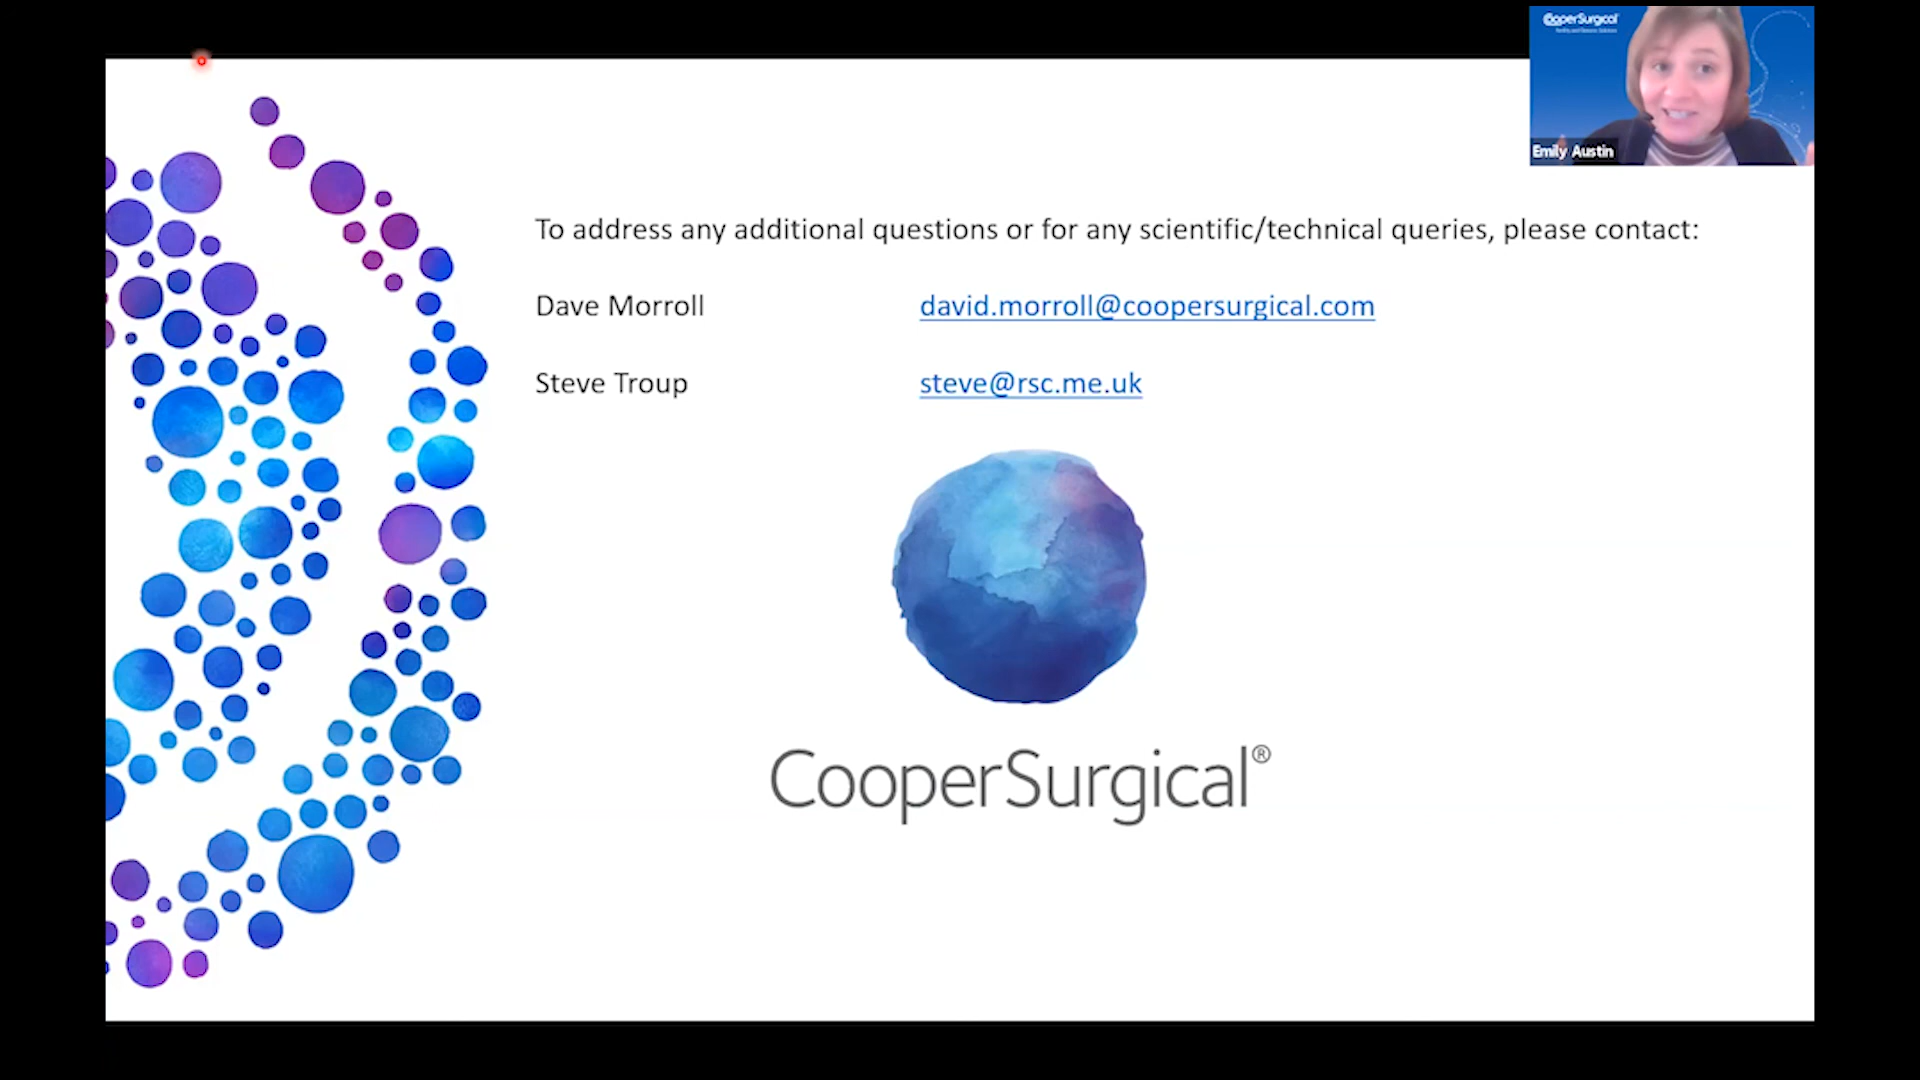 CooperSurgical
Emily Austin
To address any additional questions or for any scientific/technical queries, please contact:
Dave Morroll david.morroll@coopersurgical.com
Steve Troup steve@rsc.me.uk
CooperSurgical®